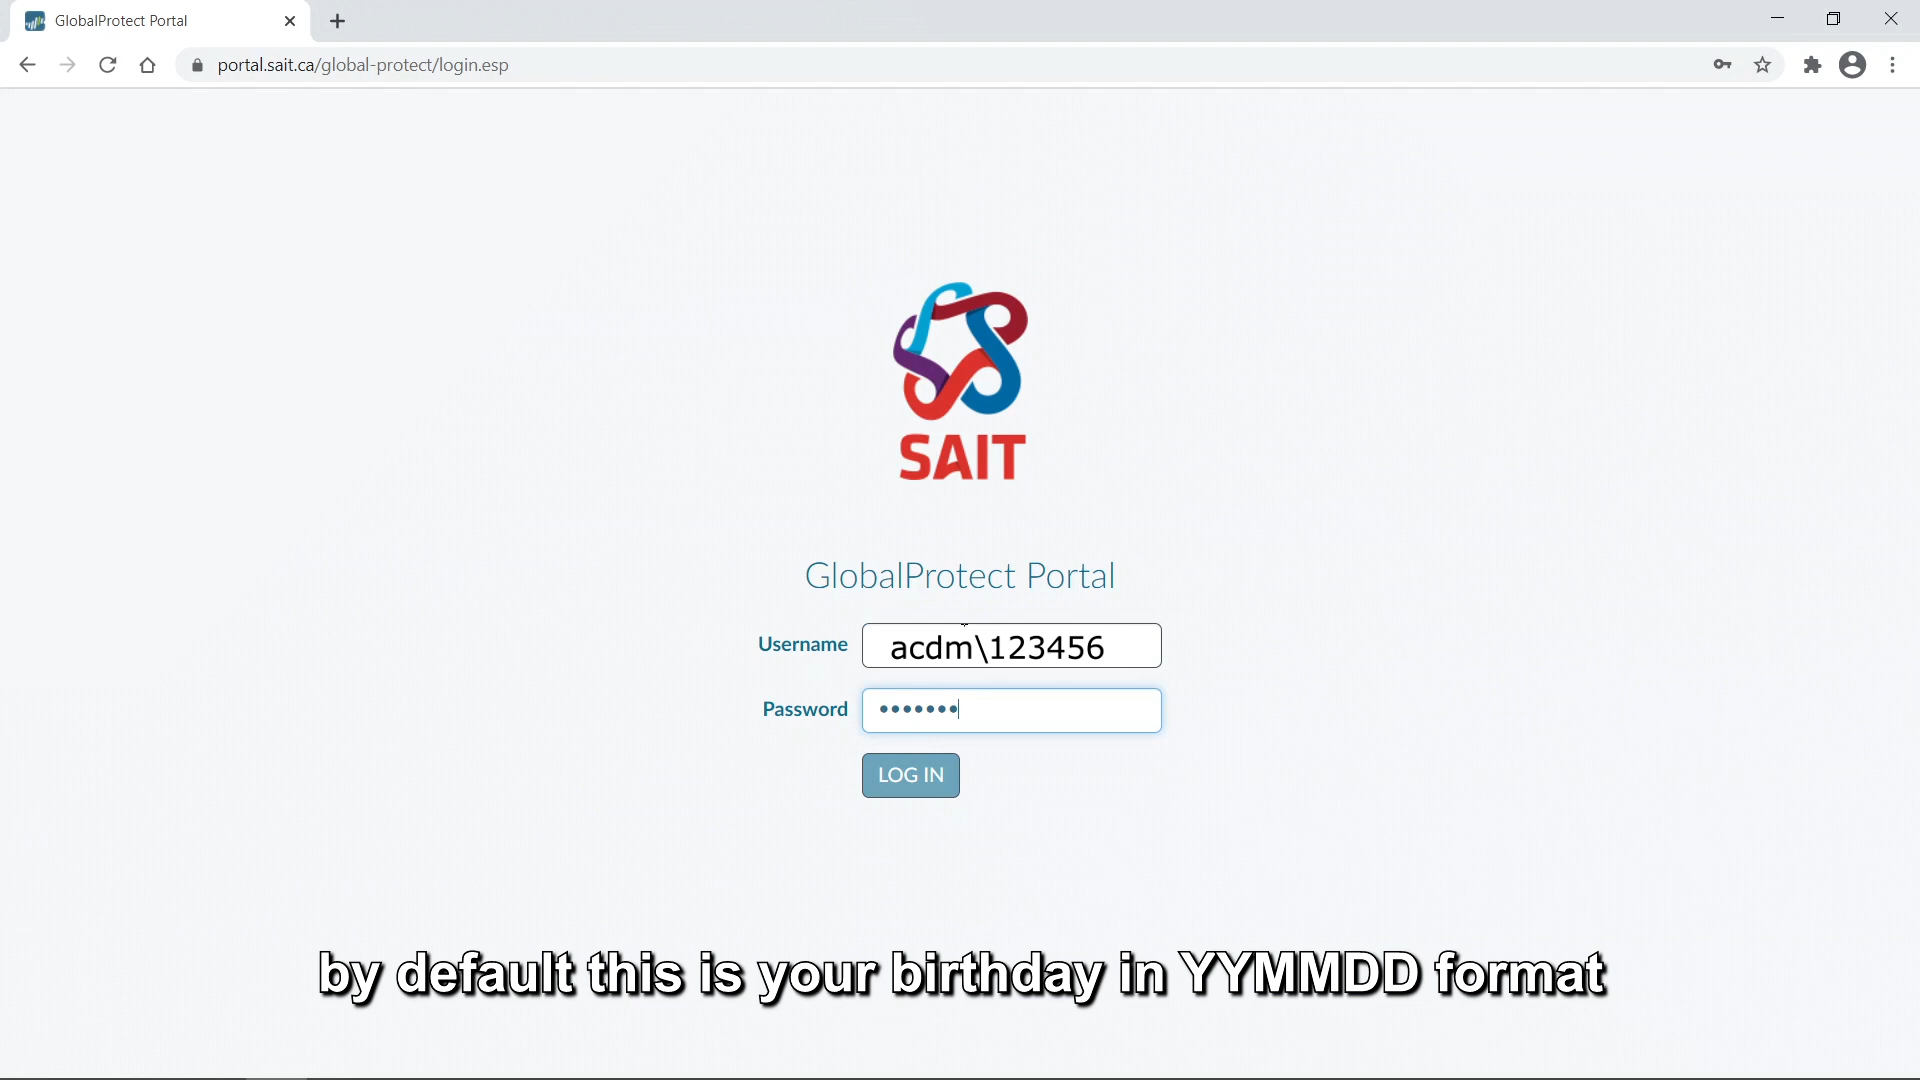 GlobalProtect Portal
portal.sait.ca/global-protect/login.esp
SAIT
GlobalProtect Portal
Username acdm\123456
Password •••••••
LOG IN
by default this is your birthday in YYMMDD format